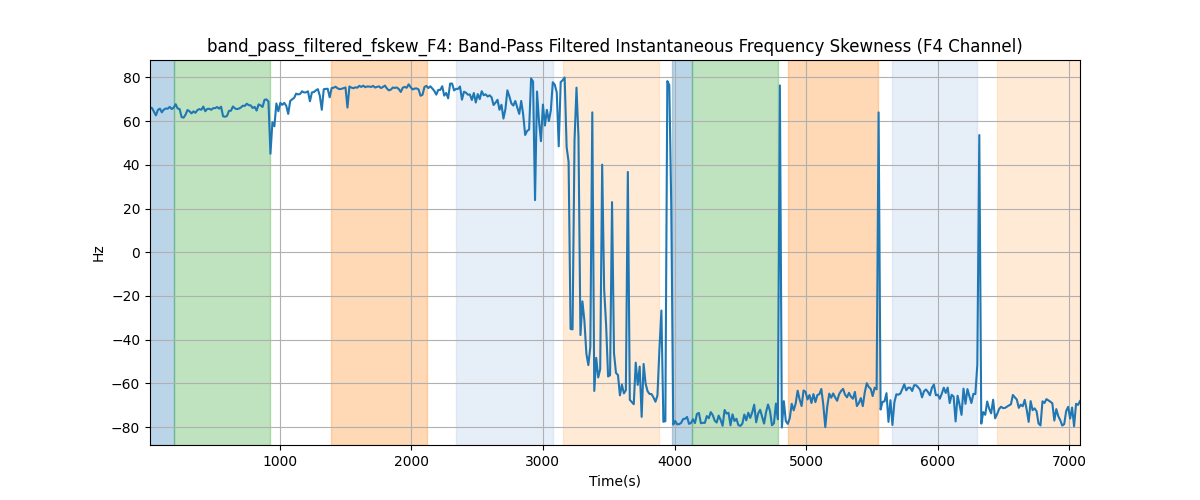 band_pass_filtered_fskew_F4: Band-Pass Filtered Instantaneous Frequency Skewness (F4 Channel)
80
60
40
20
0
−20
−40
−60
−80
Hz
1000 2000 3000 4000 5000 6000 7000
Time(s)